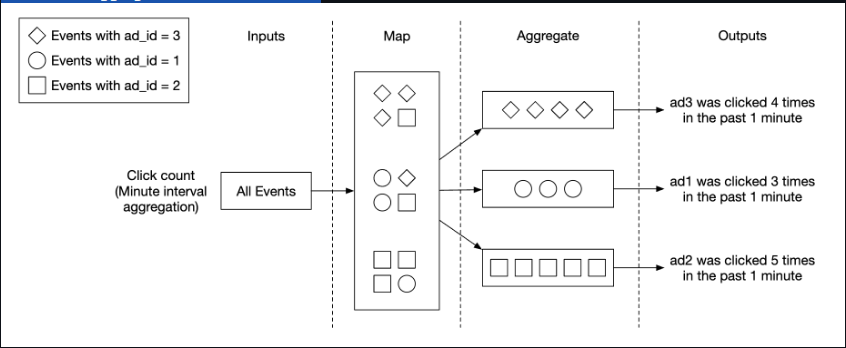 Events with ad_id = 3
Events with ad_id = 1
Events with ad_id = 2
Inputs
Map
Aggregate
Outputs
Click count
(Minute interval
aggregation)
All Events
ad3 was clicked 4 times
in the past 1 minute
ad1 was clicked 3 times
in the past 1 minute
ad2 was clicked 5 times
in the past 1 minute